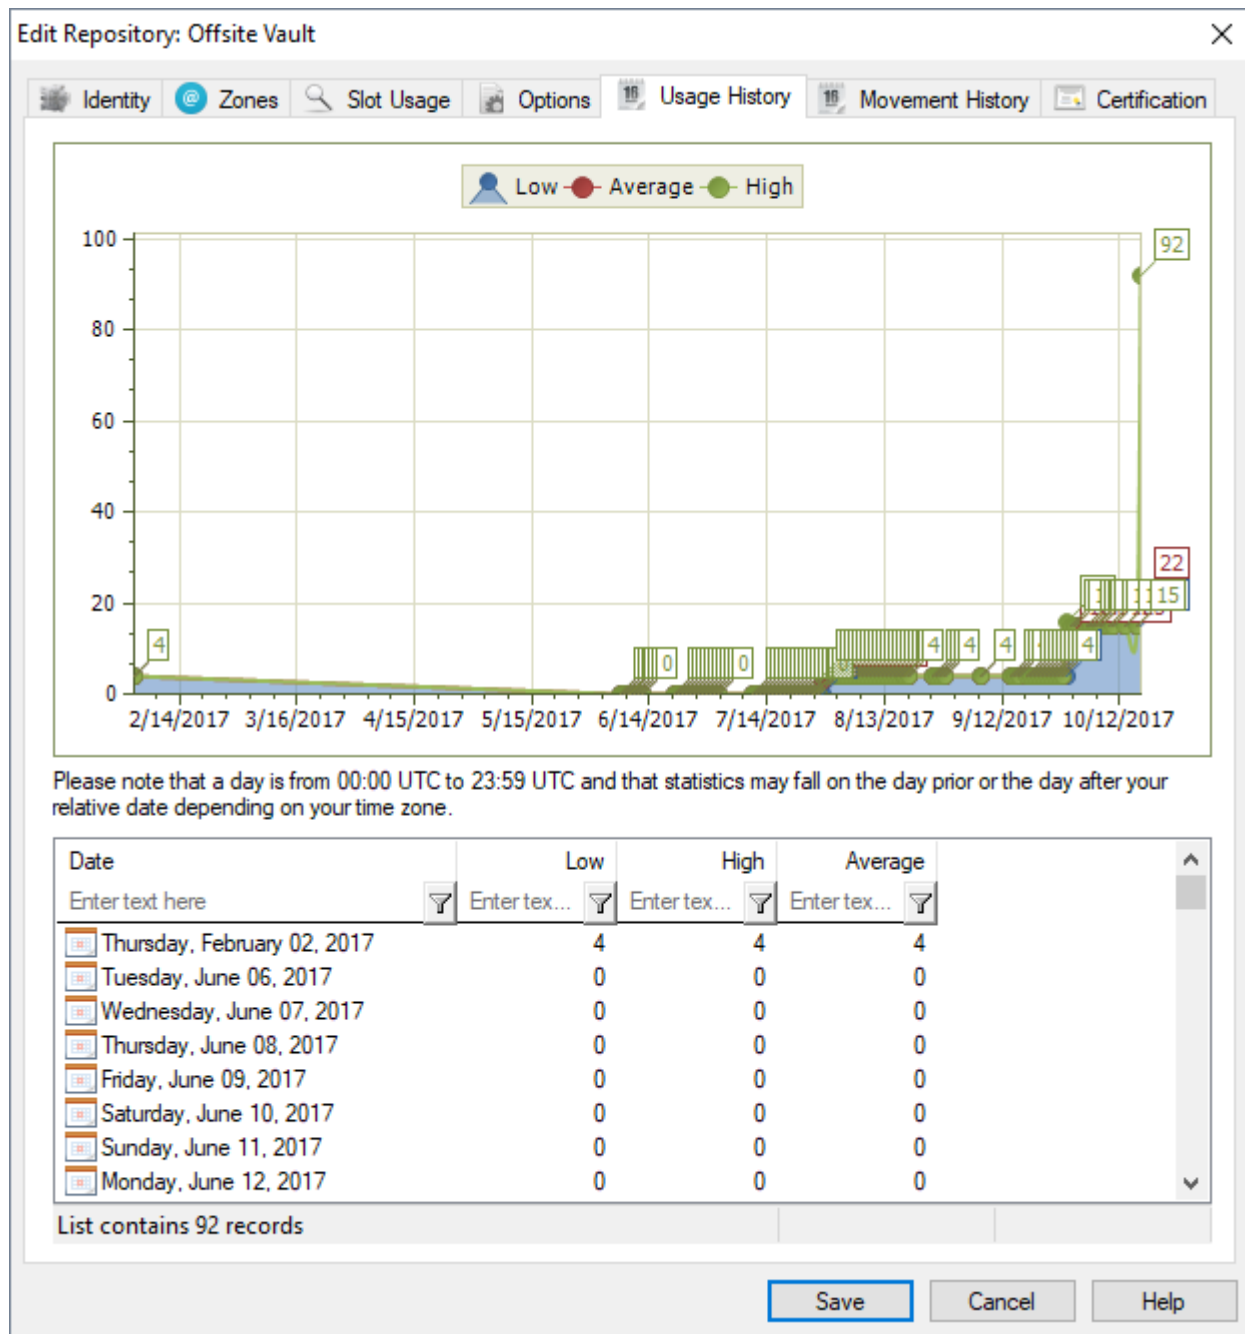 Edit Repository: Offsite Vault
Identity Zones Slot Usage Options Usage History Movement History Certification
Low Average High
100
92
80
60
40
22
20
15
4 0 0 4 4 4 4
0
2/14/2017 3/16/2017 4/15/2017 5/15/2017 6/14/2017 7/14/2017 8/13/2017 9/12/2017 10/12/2017
Please note that a day is from 00:00 UTC to 23:59 UTC and that statistics may fall on the day prior or the day after your
relative date depending on your time zone.
Date Low High Average
Enter text here Enter tex... Enter tex... Enter tex...
Thursday, February 02, 2017 4 4 4
Tuesday, June 06, 2017 0 0 0
Wednesday, June 07, 2017 0 0 0
Thursday, June 08, 2017 0 0 0
Friday, June 09, 2017 0 0 0
Saturday, June 10, 2017 0 0 0
Sunday, June 11, 2017 0 0 0
Monday, June 12, 2017 0 0 0
List contains 92 records
Save Cancel Help